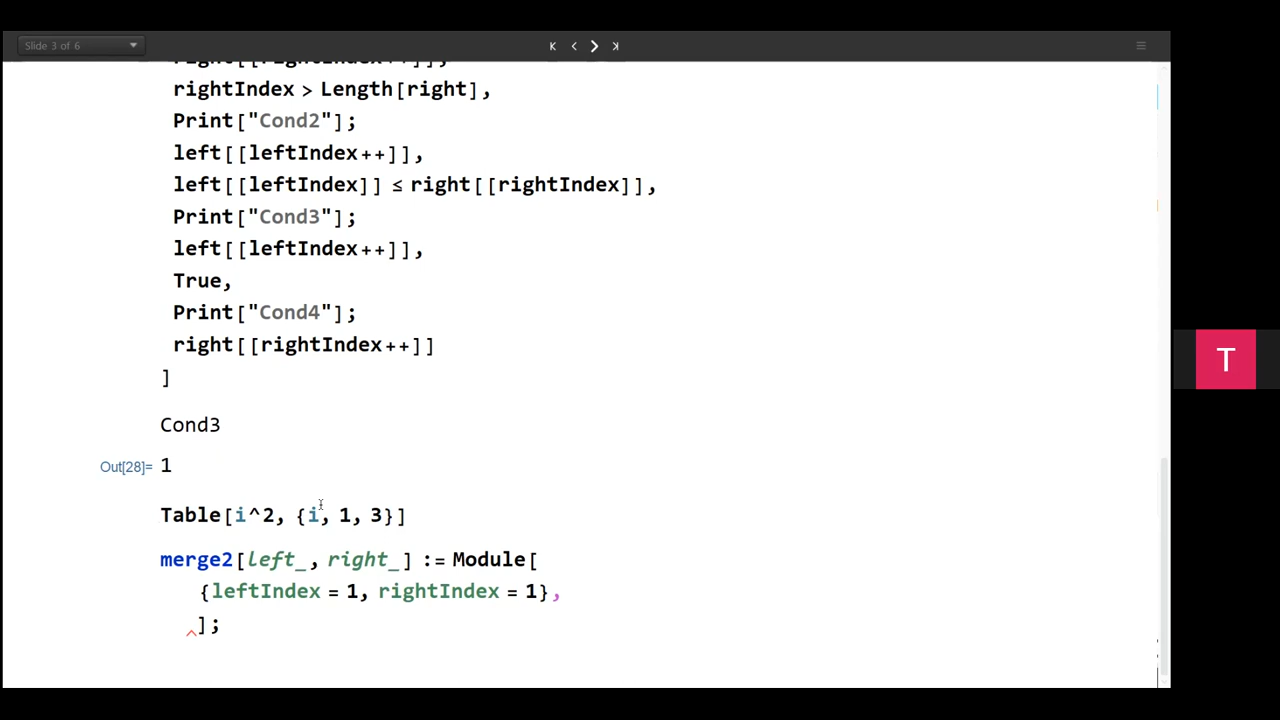 Slide 3 of 6
right[[rightIndex++]],
rightIndex > Length[right],
Print["Cond2"];
left[[leftIndex++]],
left[[leftIndex]] ≤ right[[rightIndex]],
Print["Cond3"];
left[[leftIndex++]],
True,
Print["Cond4"];
right[[rightIndex++]]
]
Cond3
Out[28]= 1
Table[i^2, {i, 1, 3}]
merge2[left_, right_] := Module[
{leftIndex = 1, rightIndex = 1},
];
T